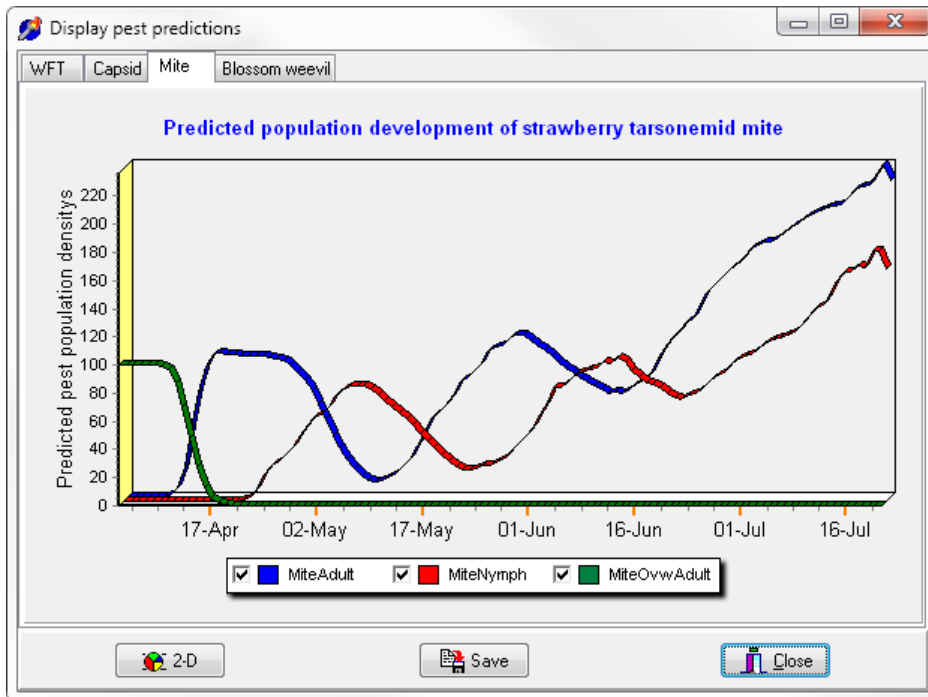 Display pest predictions
WFT Capsid Mite Blossom weevil
Predicted population development of strawberry tarsonemid mite
Predicted pest population densitys
220
200
180
160
140
120
100
80
60
40
20
0
17-Apr 02-May 17-May 01-Jun 16-Jun 01-Jul 16-Jul
MiteAdult MiteNymph MiteOvwAdult
2-D Save Close